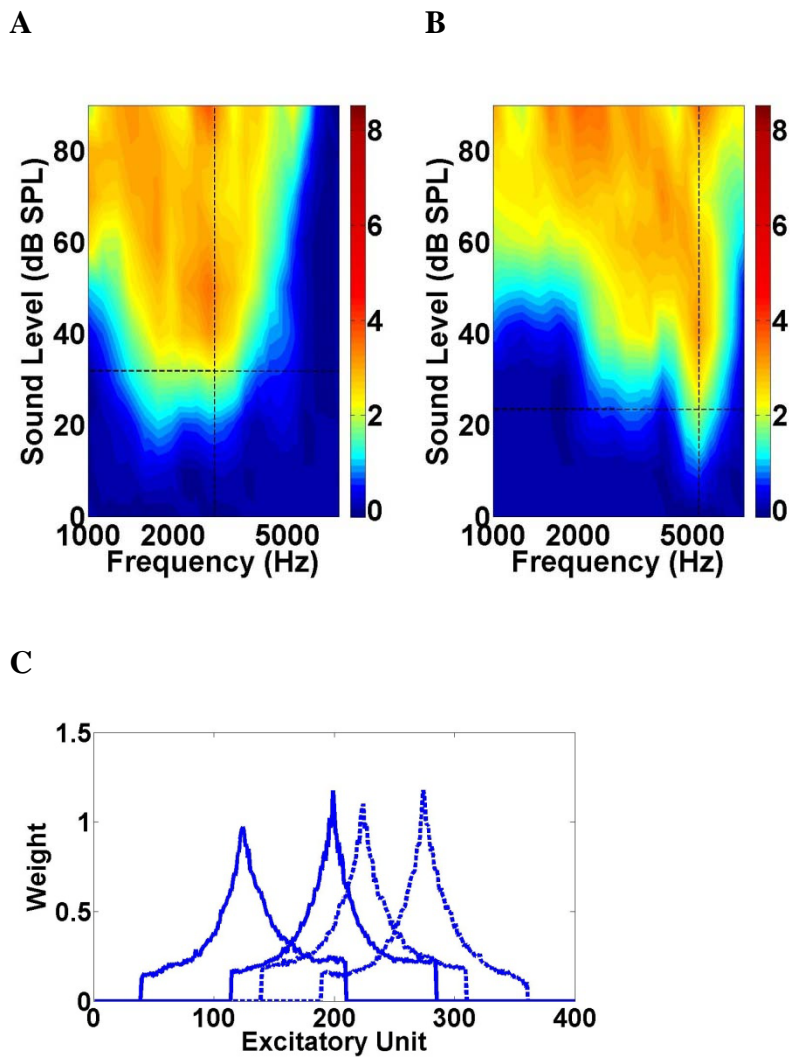 A
B
Sound Level (dB SPL)
80
60
40
20
0
1000 2000 5000
Frequency (Hz)
8
6
4
2
0
Sound Level (dB SPL)
80
60
40
20
0
1000 2000 5000
Frequency (Hz)
8
6
4
2
0
C
Weight
1.5
1
0.5
0
0 100 200 300 400
Excitatory Unit